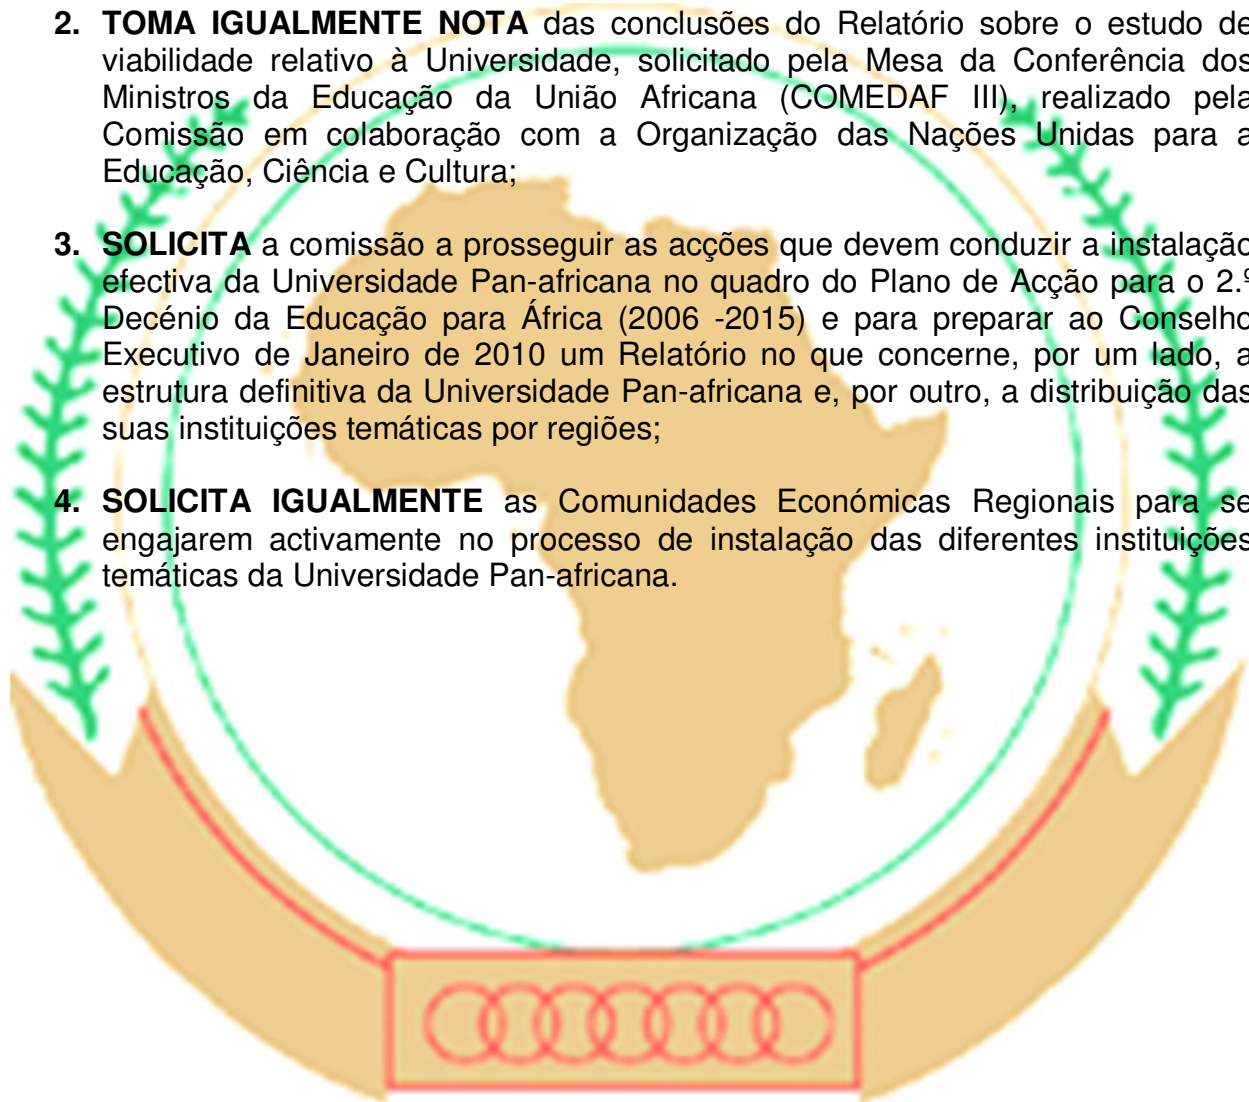 2. TOMA IGUALMENTE NOTA das conclusões do Relatório sobre o estudo de
viabilidade relativo à Universidade, solicitado pela Mesa da Conferência dos
Ministros da Educação da União Africana (COMEDAF III), realizado pela
Comissão em colaboração com a Organização das Nações Unidas para a
Educação, Ciência e Cultura;
3. SOLICITA a comissão a prosseguir as acções que devem conduzir a instalação
efectiva da Universidade Pan-africana no quadro do Plano de Acção para o 2.º
Decénio da Educação para África (2006 -2015) e para preparar ao Conselho
Executivo de Janeiro de 2010 um Relatório no que concerne, por um lado, a
estrutura definitiva da Universidade Pan-africana e, por outro, a distribuição das
suas instituições temáticas por regiões;
4. SOLICITA IGUALMENTE as Comunidades Económicas Regionais para se
engajarem activamente no processo de instalação das diferentes instituições
temáticas da Universidade Pan-africana.